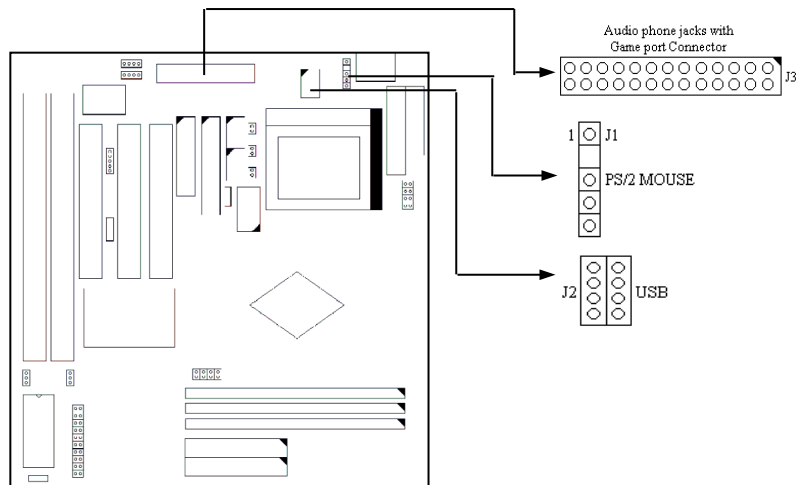 Audio phone jacks with
Game port Connector
J3
1 J1
PS/2 MOUSE
J2 USB